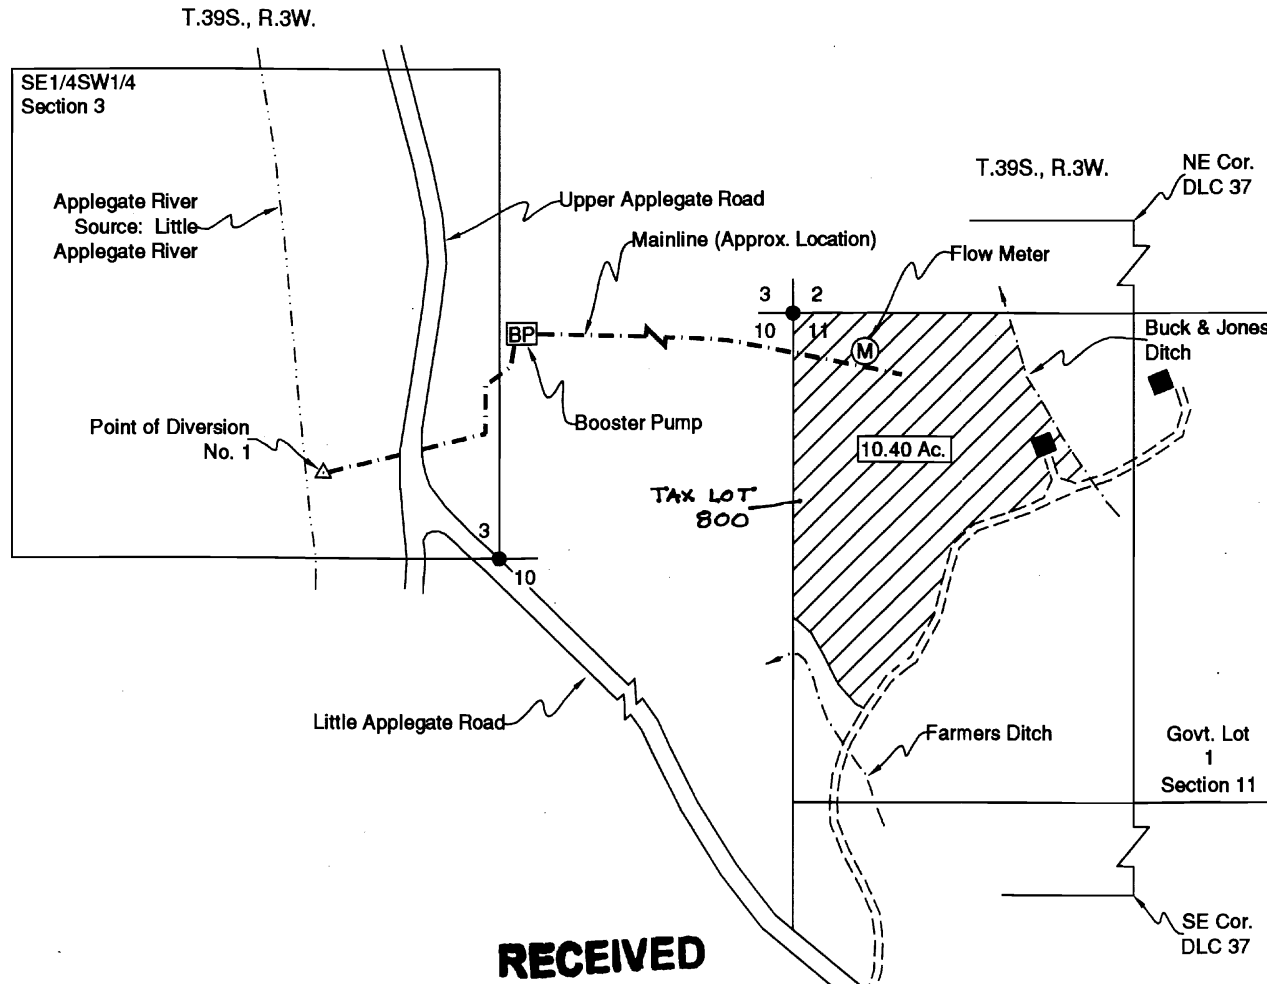 T.39S., R.3W.
SE1/4SW1/4
Section 3
T.39S., R.3W.
NE Cor.
DLC 37
Applegate River
Source: Little
Applegate River
Upper Applegate Road
Mainline (Approx. Location)
Flow Meter
3 2
10 11
BP
M
Buck & Jones
Ditch
Point of Diversion
No. 1
Booster Pump
10.40 Ac.
TAX LOT
800
3
10
Little Applegate Road
Farmers Ditch
Govt. Lot
1
Section 11
SE Cor.
DLC 37
RECEIVED